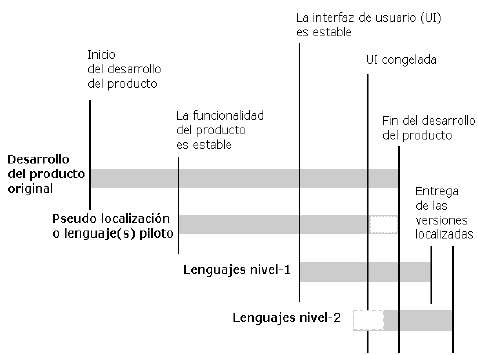 La interfaz de usuario (UI)
es estable
Inicio
del desarrollo
del producto
UI congelada
La funcionalidad
del producto
es estable
Fin del desarrollo
del producto
Desarrollo
del producto
original
Entrega
de las
versiones
localizadas
Pseudo localización
o lenguaje(s) piloto
Lenguajes nivel-1
Lenguajes nivel-2